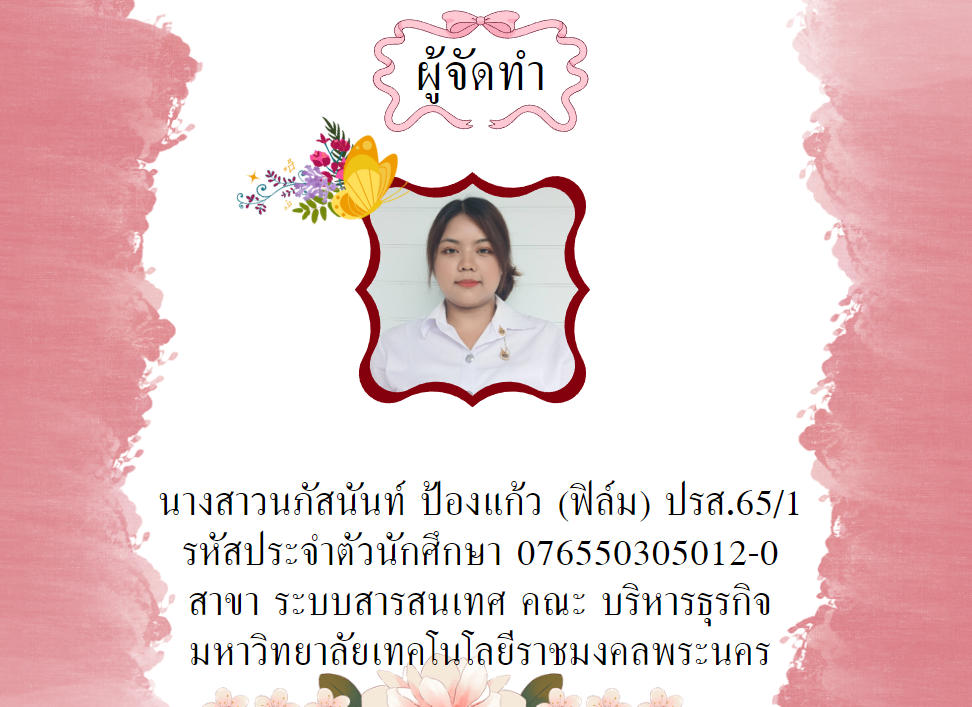 ผู้จัดทำ
นางสาวนภัสนันท์ ป้องแก้ว (ฟิล์ม) ปรส.65/1
รหัสประจำตัวนักศึกษา 076550305012-0
สาขา ระบบสารสนเทศ คณะ บริหารธุรกิจ
มหาวิทยาลัยเทคโนโลยีราชมงคลพระนคร